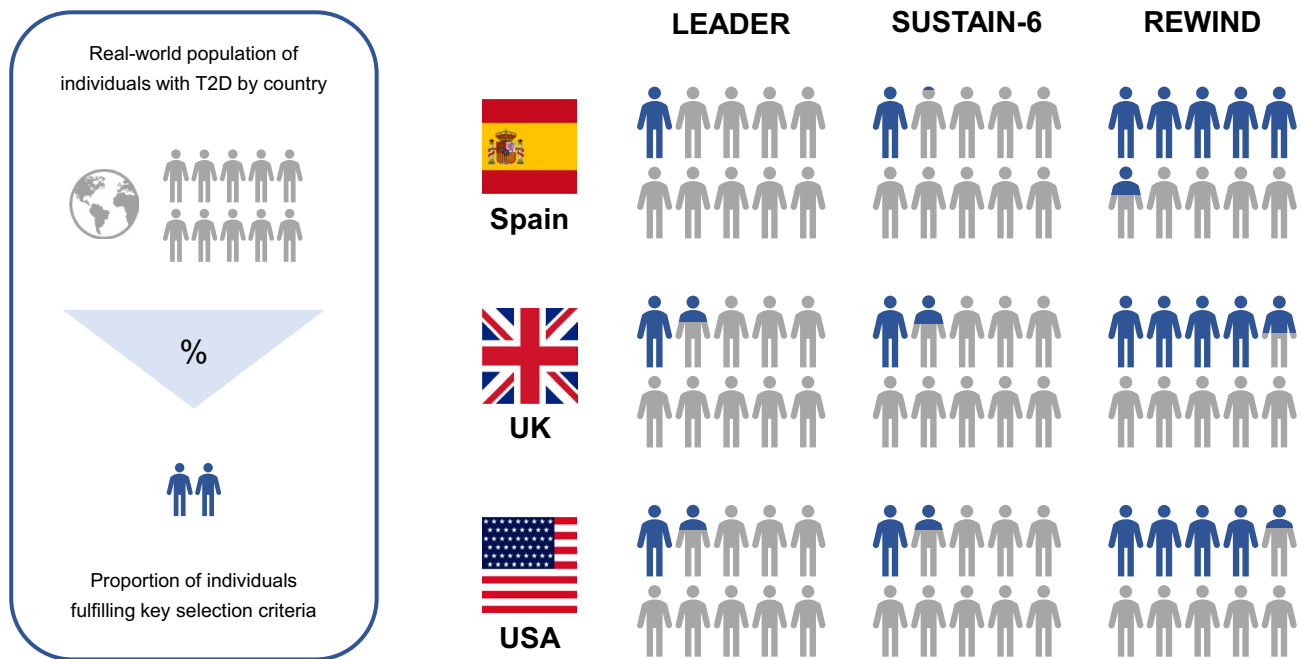 Real-world population of
individuals with T2D by country
%
Proportion of individuals
fulfilling key selection criteria
LEADER SUSTAIN-6 REWIND
Spain
UK
USA